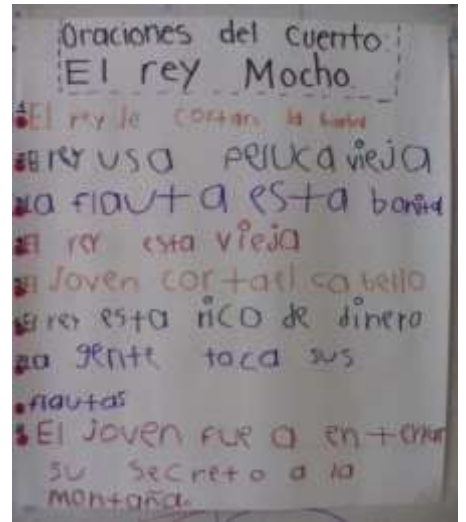 Oraciones del Cuento:
El rey Mocho
El rey le cortan la
El rey usa peluca vieja
La flauta esta bonita
El rey esta vieja
El Joven corta el cabello
El rey esta rico de dinero
La gente toca sus
flautas
El Joven fue a enterrar
su secreto a la
montaña.